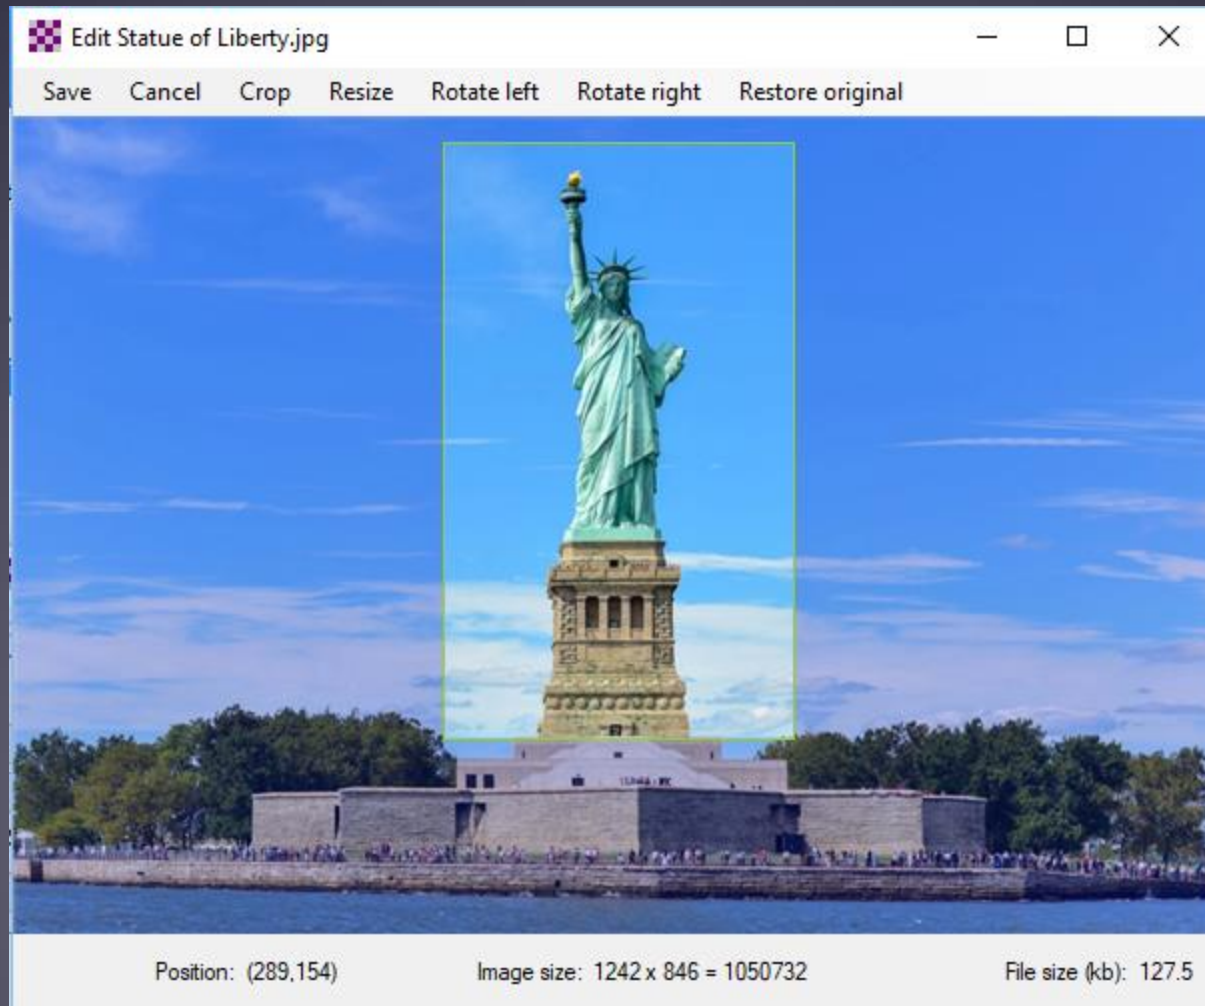 Edit Statue of Liberty.jpg
Save Cancel Crop Resize Rotate left Rotate right Restore original
Position: (289,154) Image size: 1242 x 846 = 1050732 File size (kb): 127.5